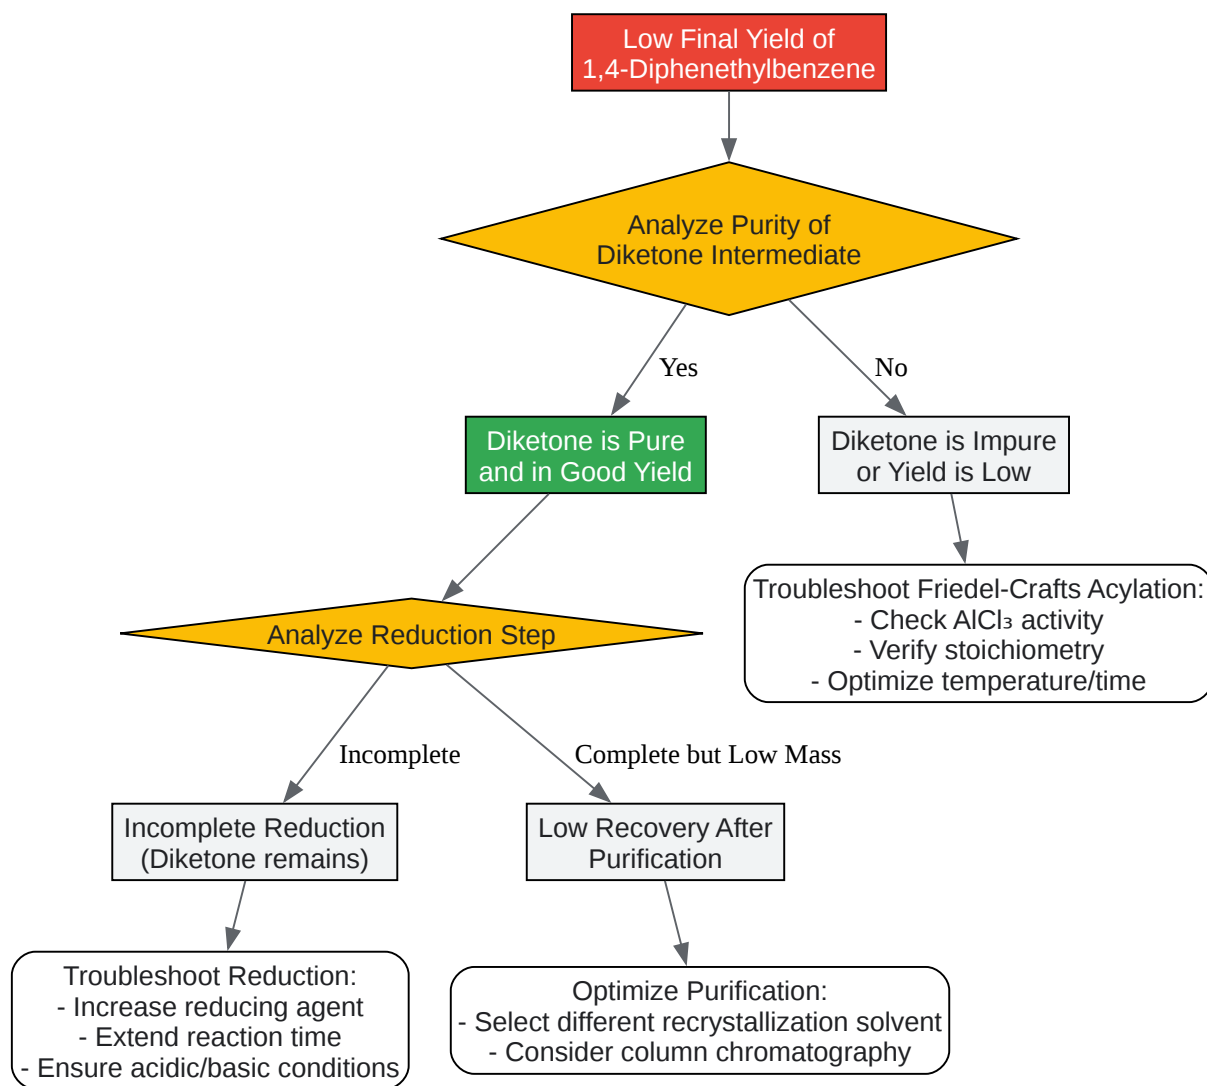 Low Final Yield of
1,4-Diphenethylbenzene
Analyze Purity of
Diketone Intermediate
Yes
No
Diketone is Pure
and in Good Yield
Diketone is Impure
or Yield is Low
Analyze Reduction Step
Troubleshoot Friedel-Crafts Acylation:
- Check AlCl₃ activity
- Verify stoichiometry
- Optimize temperature/time
Incomplete
Complete but Low Mass
Incomplete Reduction
(Diketone remains)
Low Recovery After
Purification
Troubleshoot Reduction:
- Increase reducing agent
- Extend reaction time
- Ensure acidic/basic conditions
Optimize Purification:
- Select different recrystallization solvent
- Consider column chromatography